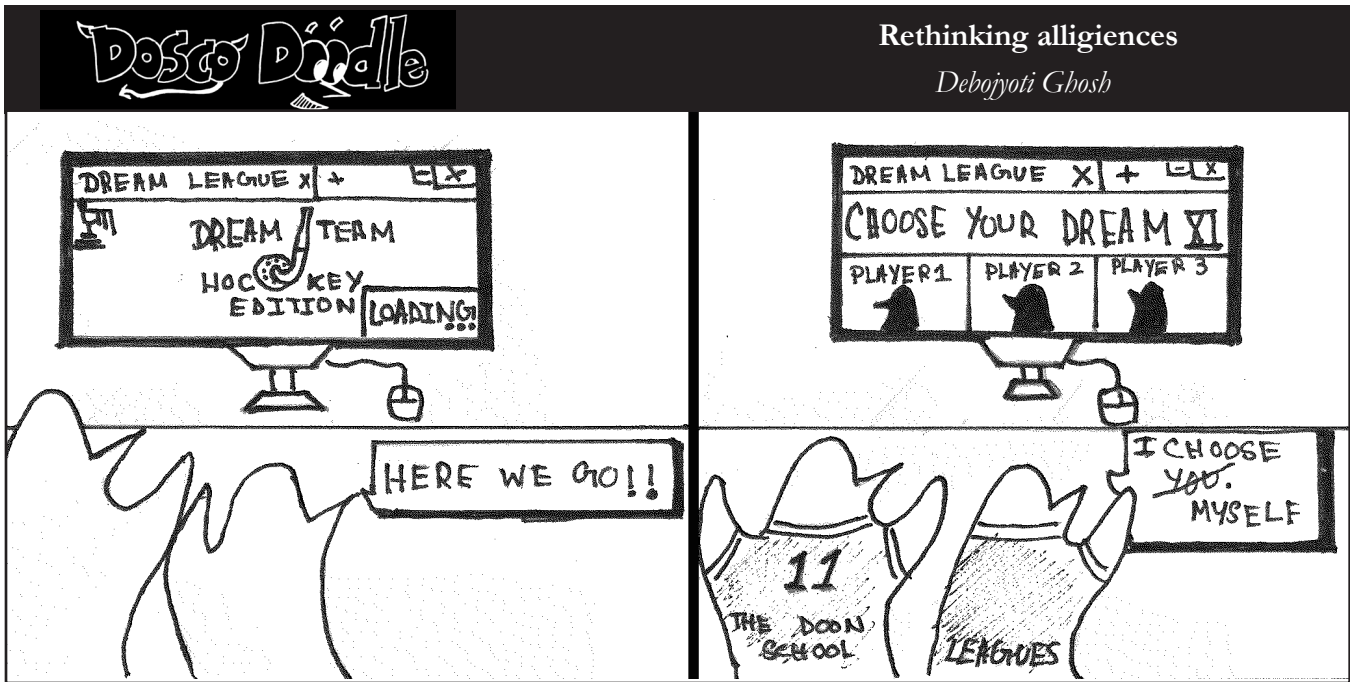 Dosco Doodle
Rethinking alligiences
Debojyoti Ghosh
DREAM LEAGUE X +
- X
DREAM TEAM
HOCKEY
EDITION
LOADING...
HERE WE GO!!
DREAM LEAGUE X +
- X
CHOOSE YOUR DREAM XI
PLAYER 1 PLAYER 2 PLAYER 3
I CHOOSE
YOU.
MYSELF
11
THE DOON
SCHOOL
LEAGUES